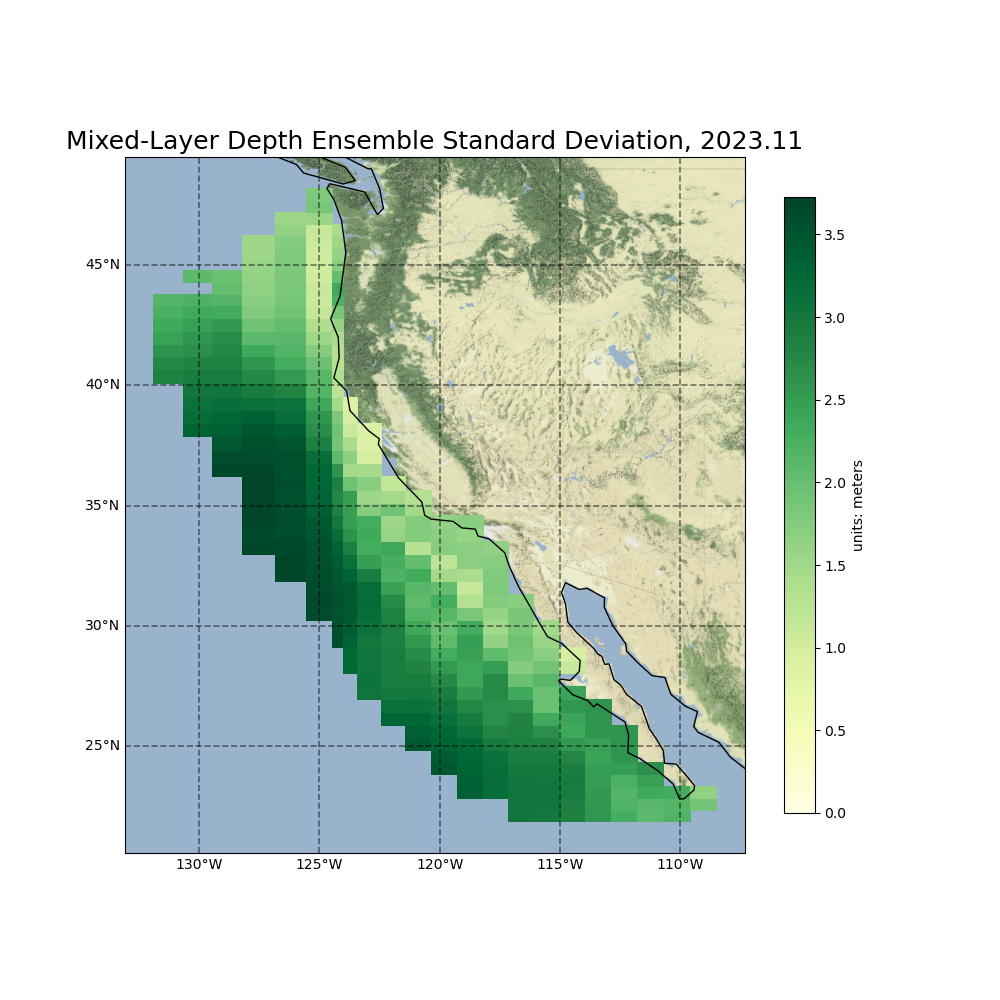 Mixed-Layer Depth Ensemble Standard Deviation, 2023.11
45°N
40°N
35°N
30°N
25°N
130°W
125°W
120°W
115°W
110°W
3.5
3.0
2.5
2.0
1.5
1.0
0.5
0.0
units: meters